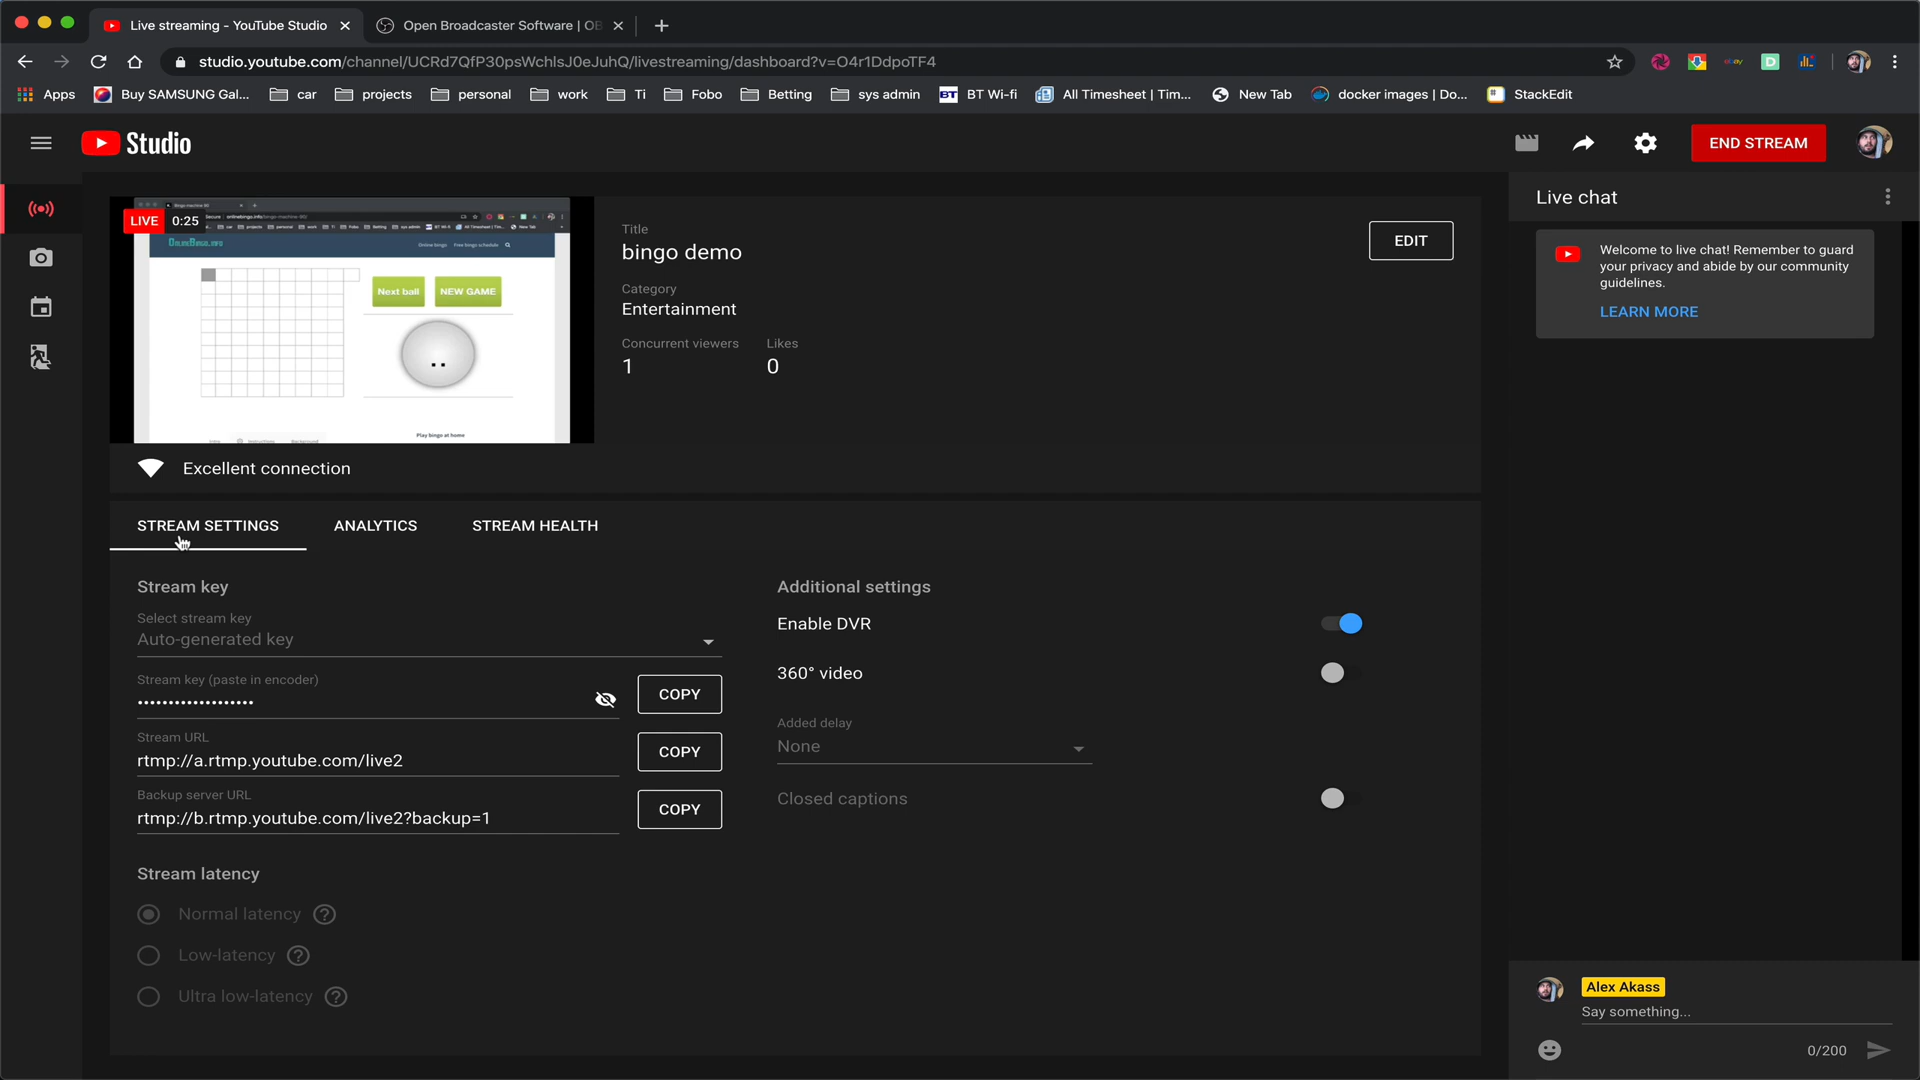 Live streaming - YouTube Studio
Open Broadcaster Software | OB
studio.youtube.com/channel/UCRd7QfP30psWchlsJ0eJuhQ/livestreaming/dashboard?v=O4r1DdpoTF4
Apps Buy SAMSUNG Gal... car projects personal work Ti Fobo Betting sys admin BT BT Wi-fi All Timesheet | Tim... New Tab docker images | Do... StackEdit
Studio
END STREAM
LIVE 0:25
Next ball NEW GAME
Play bingo at home
Title
bingo demo
EDIT
Category
Entertainment
Concurrent viewers Likes
1 0
Excellent connection
STREAM SETTINGS ANALYTICS STREAM HEALTH
Stream key
Select stream key
Auto-generated key
Stream key (paste in encoder)
•••••••••••••••••••
COPY
Stream URL
rtmp://a.rtmp.youtube.com/live2
COPY
Backup server URL
rtmp://b.rtmp.youtube.com/live2?backup=1
COPY
Stream latency
Normal latency
Low-latency
Ultra low-latency
Additional settings
Enable DVR
360° video
Added delay
None
Closed captions
Live chat
Welcome to live chat! Remember to guard
your privacy and abide by our community
guidelines.
LEARN MORE
Alex Akass
Say something...
0/200